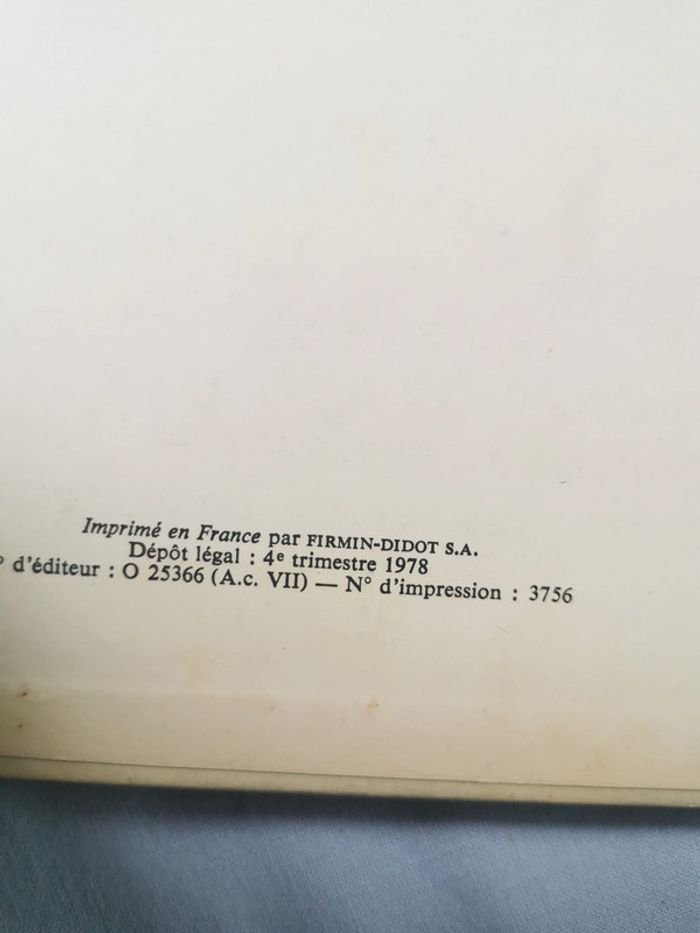 Imprimé en France par FIRMIN-DIDOT S.A.
Dépôt légal : 4e trimestre 1978
° d'éditeur : O 25366 (A.c. VII) — N° d'impression : 3756